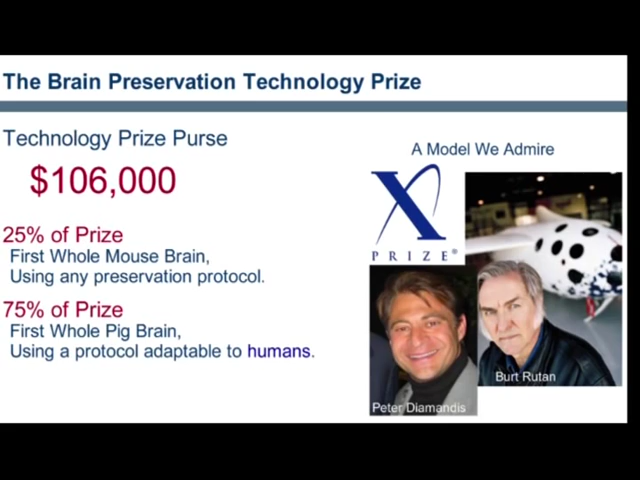 The Brain Preservation Technology Prize
Technology Prize Purse
$106,000
25% of Prize
First Whole Mouse Brain,
Using any preservation protocol.
75% of Prize
First Whole Pig Brain,
Using a protocol adaptable to humans.
A Model We Admire
X
PRIZE®
Peter Diamandis
Burt Rutan